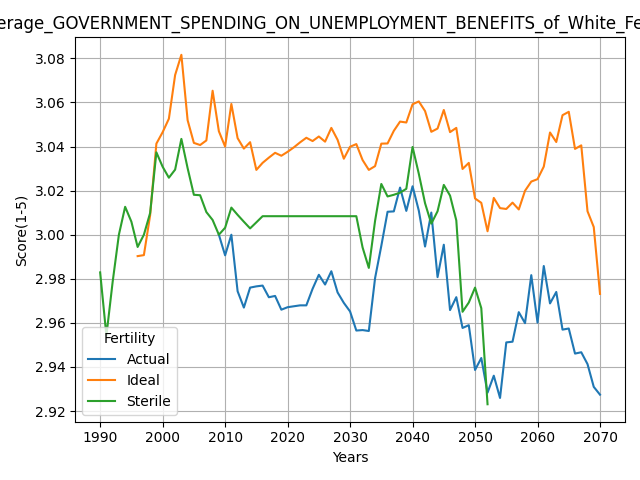 erage_GOVERNMENT_SPENDING_ON_UNEMPLOYMENT_BENEFITS_of_White_Fe
3.08
3.06
3.04
3.02
3.00
2.98
2.96
2.94
2.92
Score(1-5)
Fertility
Actual
Ideal
Sterile
1990 2000 2010 2020 2030 2040 2050 2060 2070
Years